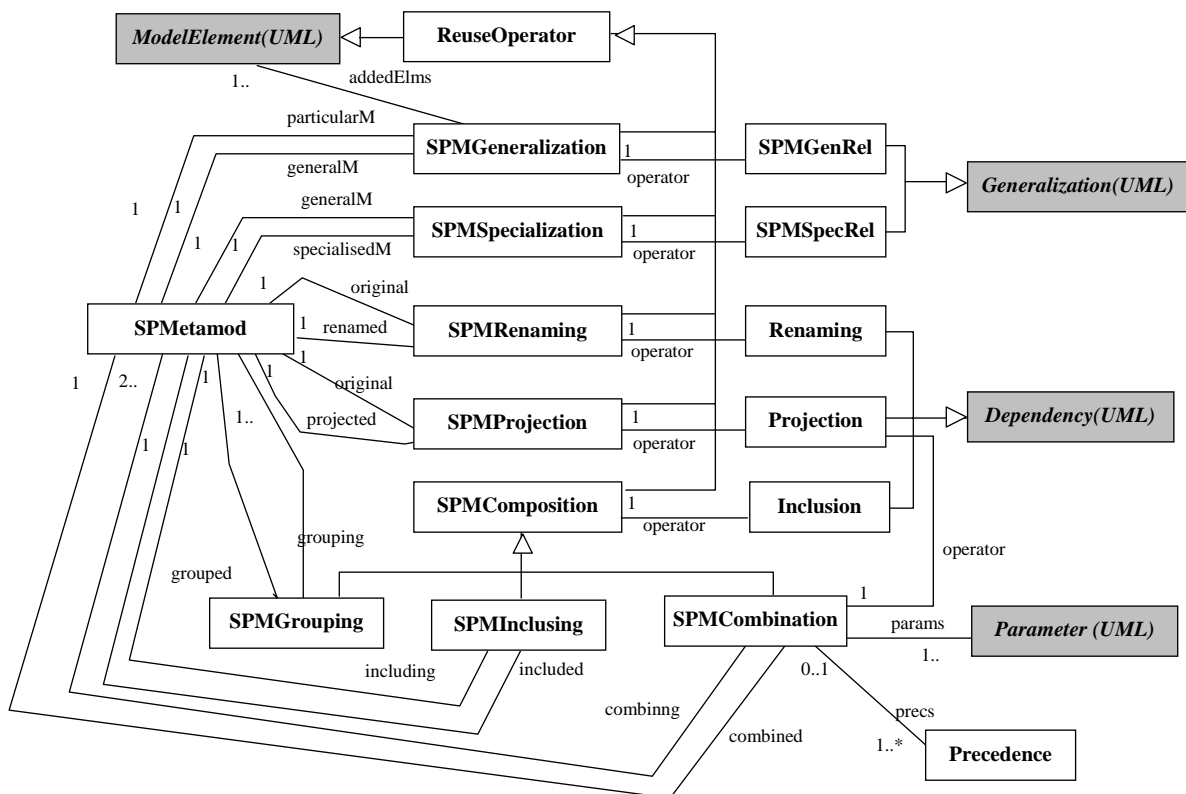 ModelElement(UML)
ReuseOperator
1..
addedElms
particularM
SPMGeneralization
1
operator
SPMGenRel
generalM
Generalization(UML)
1
1
generalM
1
1
SPMSpecialization
1
operator
SPMSpecRel
specialisedM
1
original
SPMetamod
1
renamed
SPMRenaming
1
operator
Renaming
1
original
1
2..
1
1
projected
SPMProjection
1
operator
Projection
Dependency(UML)
1..
1
1
SPMComposition
1
operator
Inclusion
grouping
operator
grouped
SPMGrouping
SPMInclusing
SPMCombination
1
params
1..
Parameter (UML)
including
included
0..1
combinng
combined
precs
1..*
Precedence